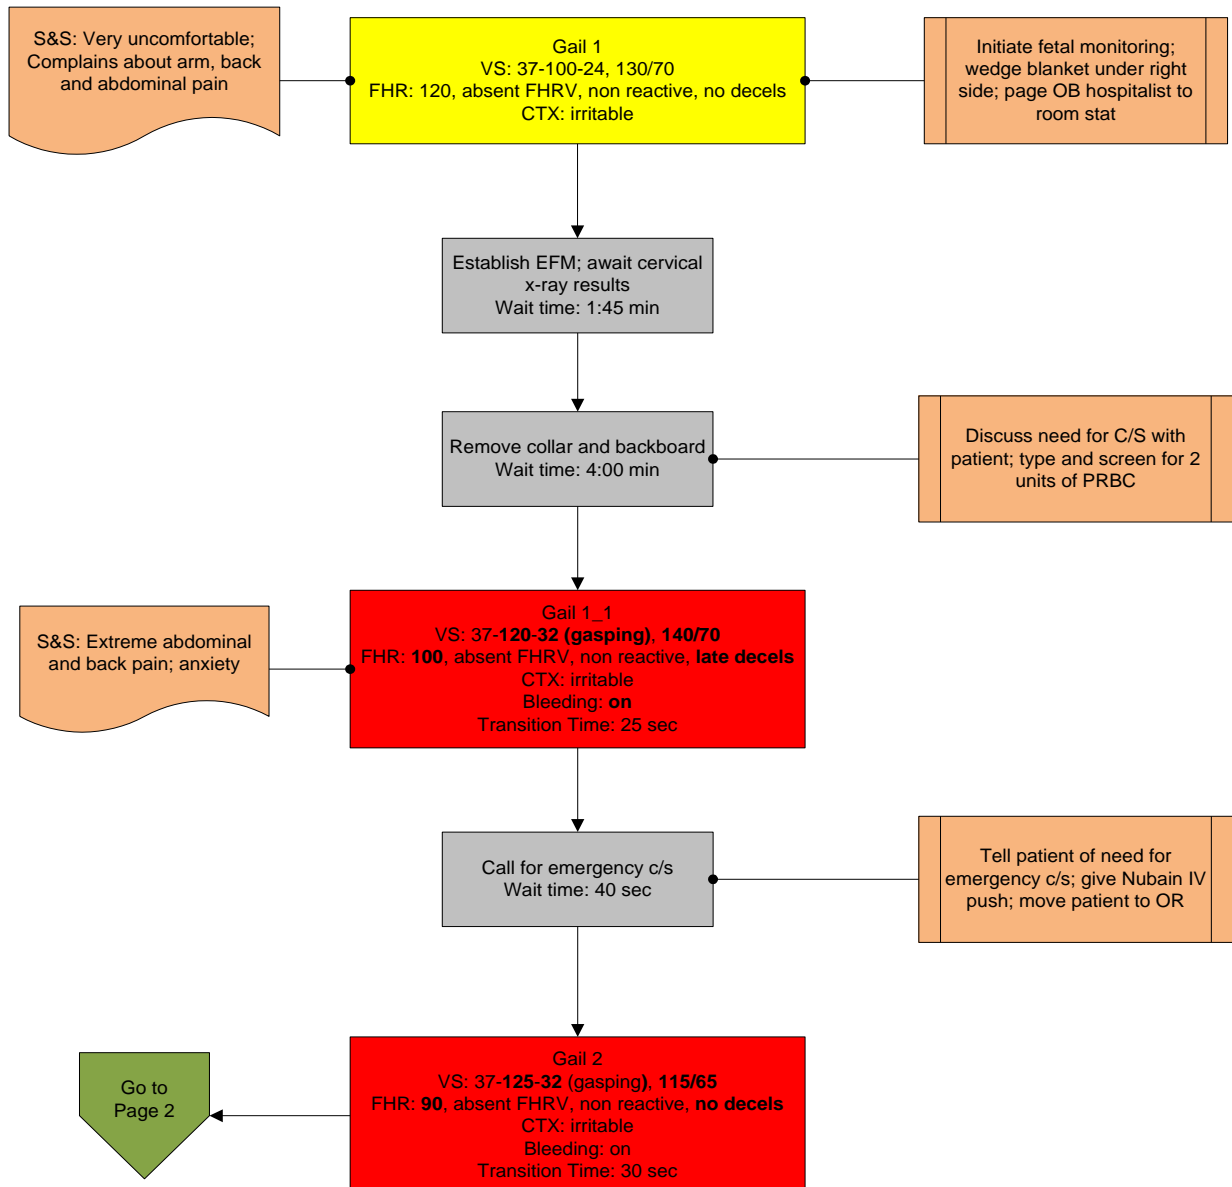 S&S: Very uncomfortable;
Complains about arm, back
and abdominal pain
Gail 1
VS: 37-100-24, 130/70
FHR: 120, absent FHRV, non reactive, no decels
CTX: irritable
Initiate fetal monitoring;
wedge blanket under right
side; page OB hospitalist to
room stat
Establish EFM; await cervical
x-ray results
Wait time: 1:45 min
Remove collar and backboard
Wait time: 4:00 min
Discuss need for C/S with
patient; type and screen for 2
units of PRBC
S&S: Extreme abdominal
and back pain; anxiety
Gail 1_1
VS: 37-120-32 (gasping), 140/70
FHR: 100, absent FHRV, non reactive, late decels
CTX: irritable
Bleeding: on
Transition Time: 25 sec
Call for emergency c/s
Wait time: 40 sec
Tell patient of need for
emergency c/s; give Nubain IV
push; move patient to OR
Go to
Page 2
Gail 2
VS: 37-125-32 (gasping), 115/65
FHR: 90, absent FHRV, non reactive, no decels
CTX: irritable
Bleeding: on
Transition Time: 30 sec